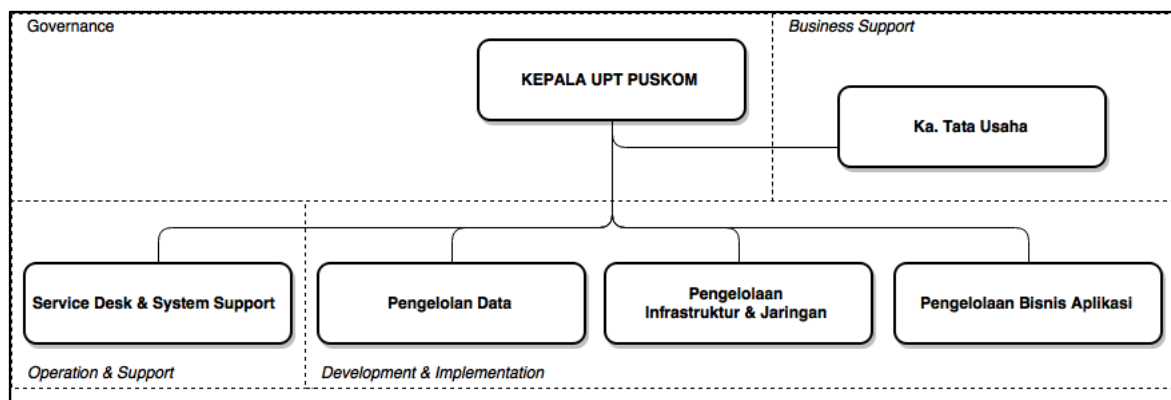 Governance
Business Support
KEPALA UPT PUSKOM
Ka. Tata Usaha
Service Desk & System Support
Pengelolan Data
Pengelolaan
Infrastruktur & Jaringan
Pengelolaan Bisnis Aplikasi
Operation & Support
Development & Implementation